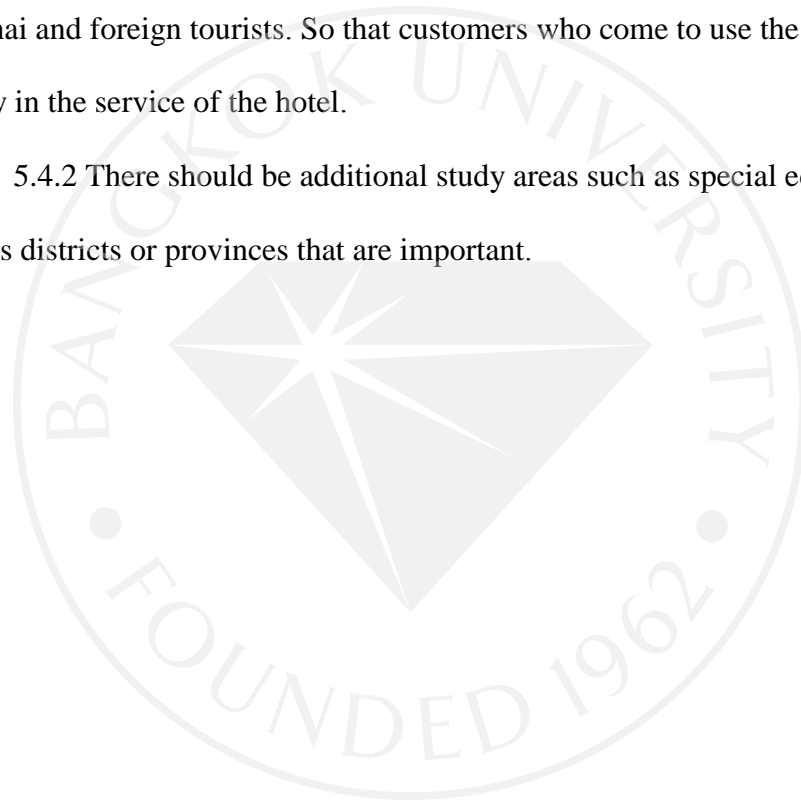 and foreign tourists. So that customers who come to use the
in the service of the hotel.
5.4.2 There should be additional study areas such as special
districts or provinces that are important.
BANGKOK UNIVERSITY
FOUNDED 1962